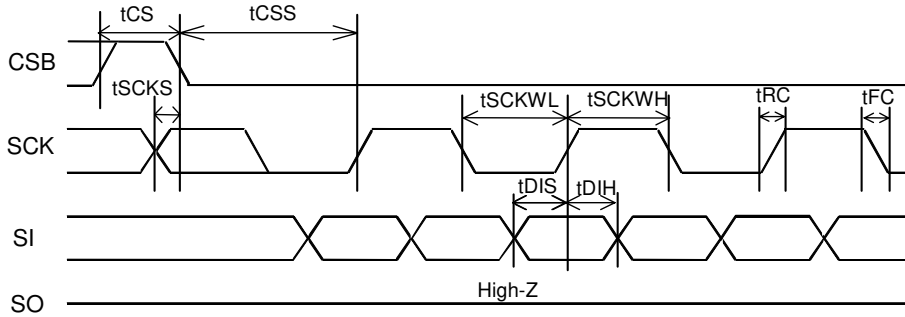 tCS
tCSS
CSB
tSCKS
tSCKWL
tSCKWH
tRC
tFC
SCK
tDIS
tDIH
SI
High-Z
SO